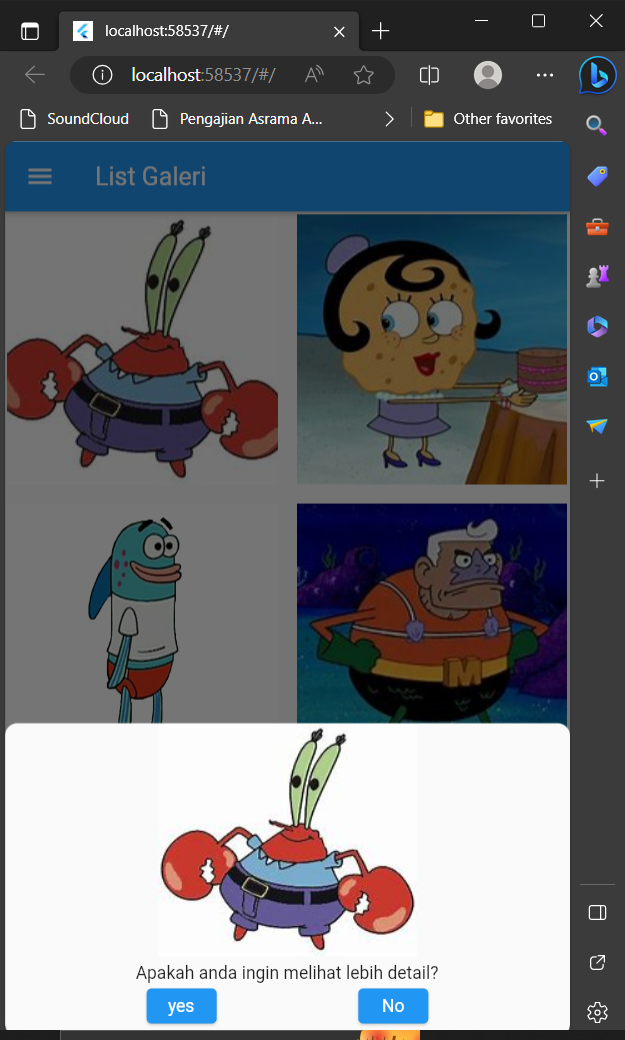 localhost:58537/#/
localhost:58537/#/
SoundCloud
Pengajian Asrama A...
Other favorites
List Galeri
M
Apakah anda ingin melihat lebih detail?
yes
No